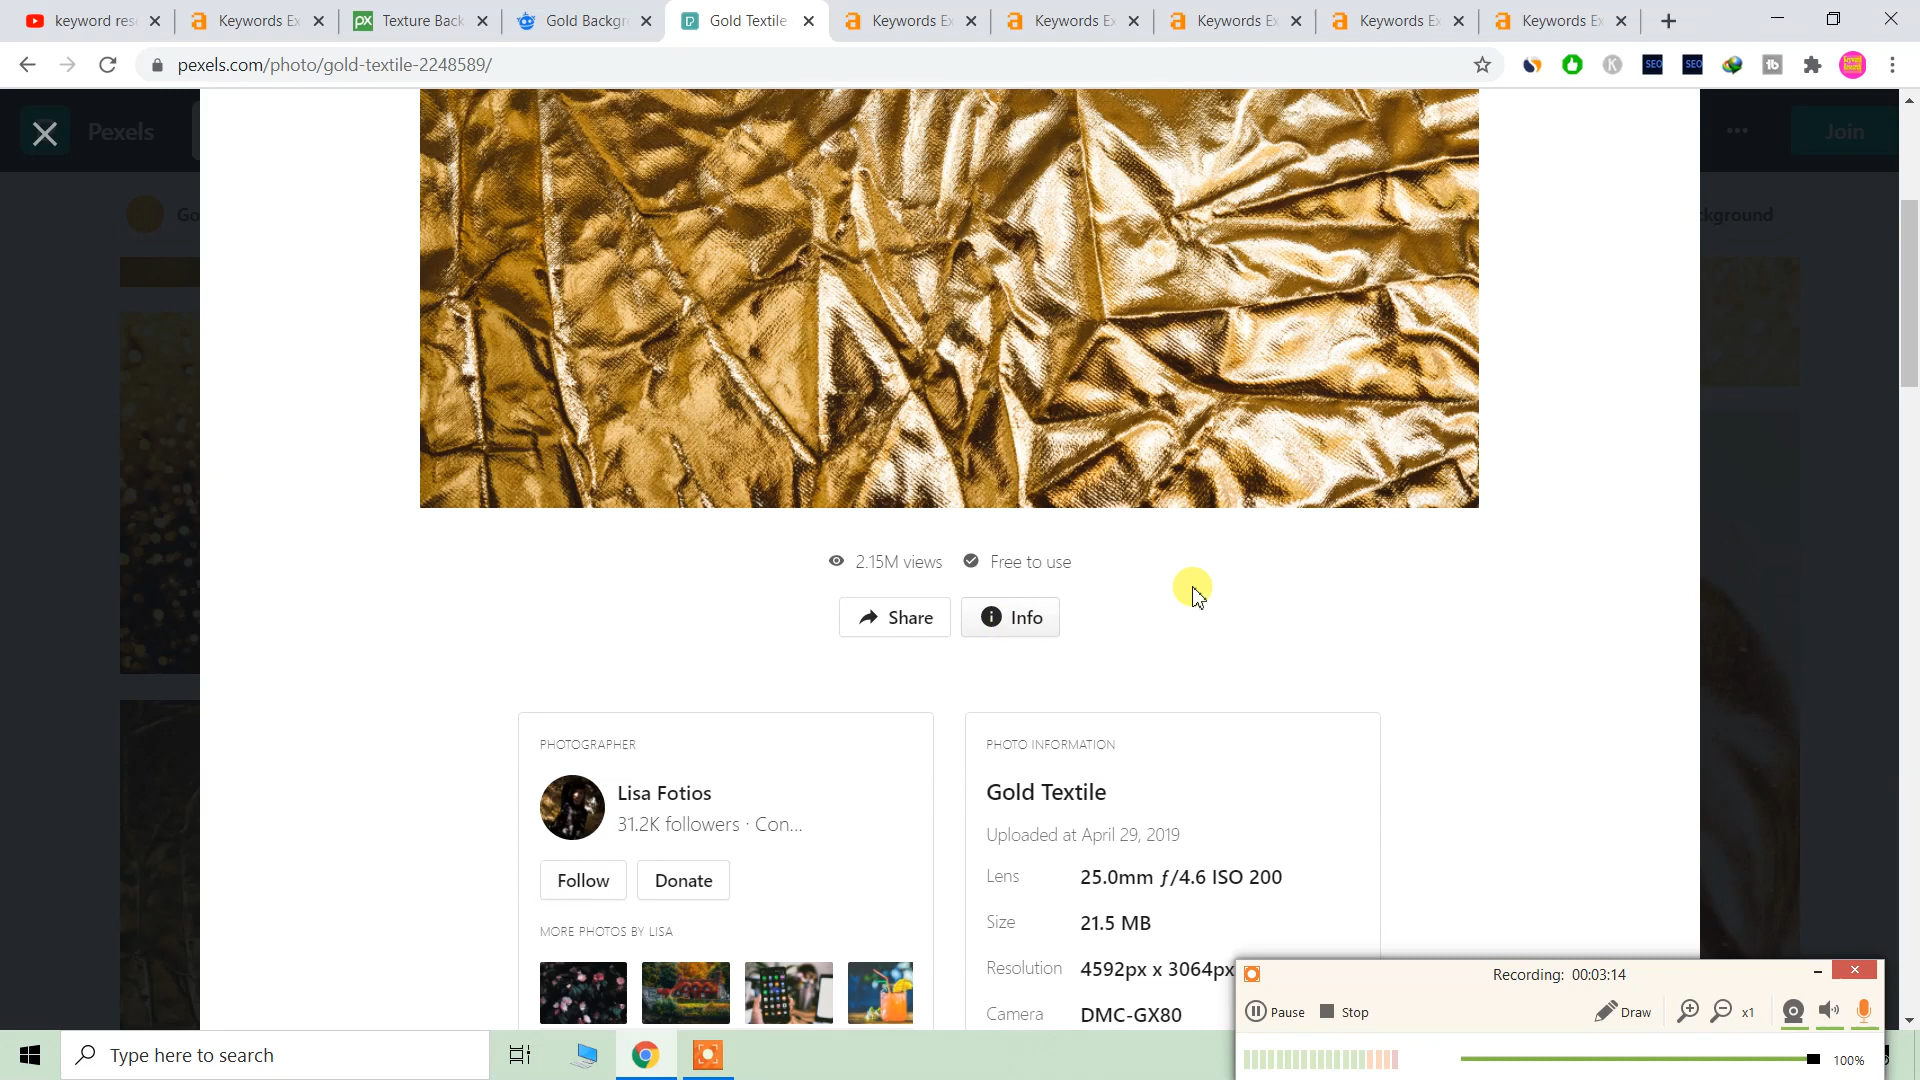 keyword res
Keywords Ex
Texture Back
Gold Backgr
Gold Textile
Keywords Ex
Keywords Ex
Keywords Ex
Keywords Ex
Keywords Ex
pexels.com/photo/gold-textile-2248589/
Pexels
Join
Go
kground
2.15M views
Free to use
Share
Info
PHOTOGRAPHER
Lisa Fotios
31.2K followers · Con...
Follow
Donate
MORE PHOTOS BY LISA
PHOTO INFORMATION
Gold Textile
Uploaded at April 29, 2019
Lens 25.0mm ƒ/4.6 ISO 200
Size 21.5 MB
Resolution 4592px x 3064px
Camera DMC-GX80
Recording: 00:03:14
Pause
Stop
Draw
x1
100%
Type here to search